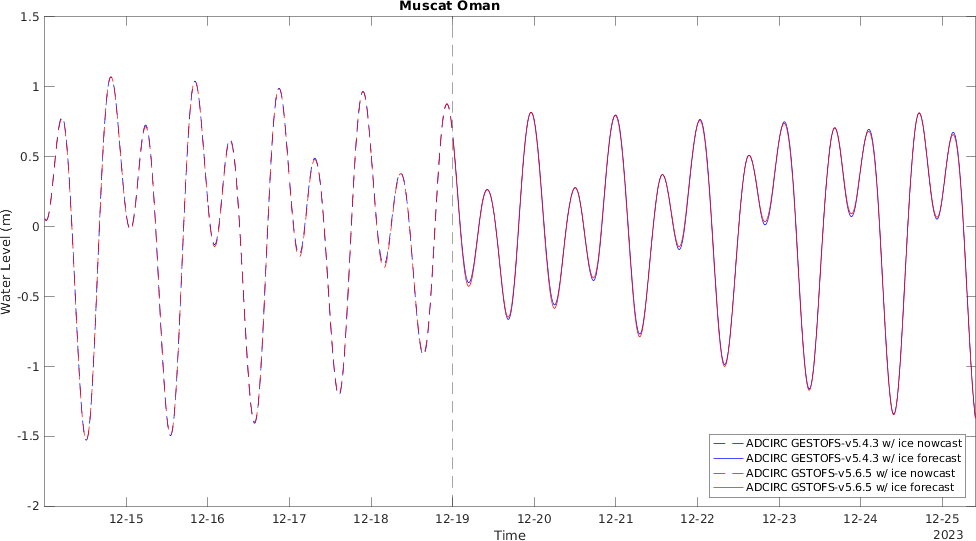 Muscat Oman
1.5
1
0.5
0
-0.5
-1
-1.5
-2
Water Level (m)
12-15 12-16 12-17 12-18 12-19 12-20 12-21 12-22 12-23 12-24 12-25
Time
2023
ADCIRC GESTOFS-v5.4.3 w/ ice nowcast
ADCIRC GESTOFS-v5.4.3 w/ ice forecast
ADCIRC GSTOFS-v5.6.5 w/ ice nowcast
ADCIRC GSTOFS-v5.6.5 w/ ice forecast